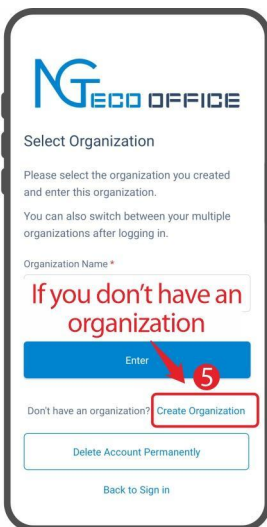 NGTECO OFFICE
Select Organization
Please select the organization you created
and enter this organization.
You can also switch between your multiple
organizations after logging in.
Organization Name *
If you don't have an
organization
Enter
5
Don't have an organization? Create Organization
Delete Account Permanently
Back to Sign in